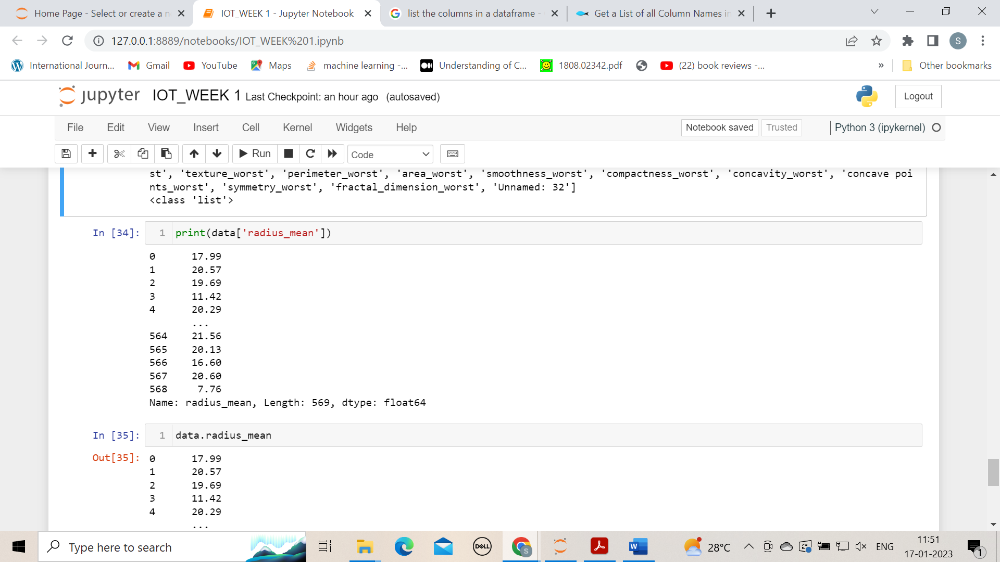 Home Page - Select or create a n
IOT_WEEK 1 - Jupyter Notebook
list the columns in a dataframe -
Get a List of all Column Names in
127.0.0.1:8889/notebooks/IOT_WEEK%201.ipynb
S
International Journ...
Gmail
YouTube
Maps
machine learning -...
Understanding of C...
1808.02342.pdf
(22) book reviews -...
»
Other bookmarks
jupyter IOT_WEEK 1 Last Checkpoint: an hour ago (autosaved)
Logout
File Edit View Insert Cell Kernel Widgets Help
Notebook saved Trusted Python 3 (ipykernel)
Run Code
st', 'texture_worst', 'perimeter_worst', 'area_worst', 'smoothness_worst', 'compactness_worst', 'concavity_worst', 'concave poi
nts_worst', 'symmetry_worst', 'fractal_dimension_worst', 'Unnamed: 32']
<class 'list'>
In [34]: 1 print(data['radius_mean'])
0 17.99
1 20.57
2 19.69
3 11.42
4 20.29
...
564 21.56
565 20.13
566 16.60
567 20.60
568 7.76
Name: radius_mean, Length: 569, dtype: float64
In [35]: 1 data.radius_mean
Out[35]: 0 17.99
1 20.57
2 19.69
3 11.42
4 20.29
...
Type here to search
DELL
S
W
28°C
ENG
11:51
17-01-2023
1